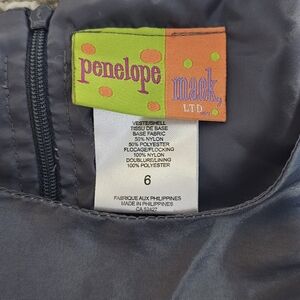 penelope mack
LTD.
VESTE/SHELL
TISSU DE BASE
BASE FABRIC
50% NYLON
50% POLYESTER
FLOCAGE/FLOCKING
100% NYLON
DOUBLURE/LINING
100% POLYESTER
6
FABRIQUE AUX PHILIPPINES
MADE IN PHILIPPINES